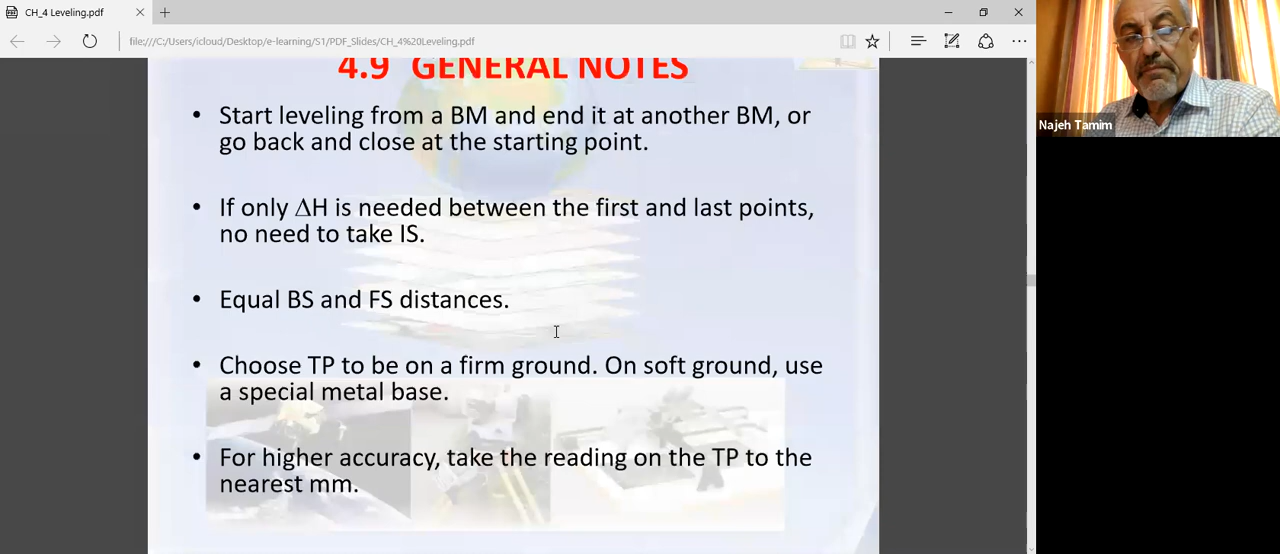 CH_4 Leveling.pdf
file:///C:/Users/icloud/Desktop/e-learning/S1/PDF_Slides/CH_4%20Leveling.pdf
4.9 GENERAL NOTES
• Start leveling from a BM and end it at another BM, or
go back and close at the starting point.
• If only ΔH is needed between the first and last points,
no need to take IS.
• Equal BS and FS distances.
• Choose TP to be on a firm ground. On soft ground, use
a special metal base.
• For higher accuracy, take the reading on the TP to the
nearest mm.
Najeh Tamim